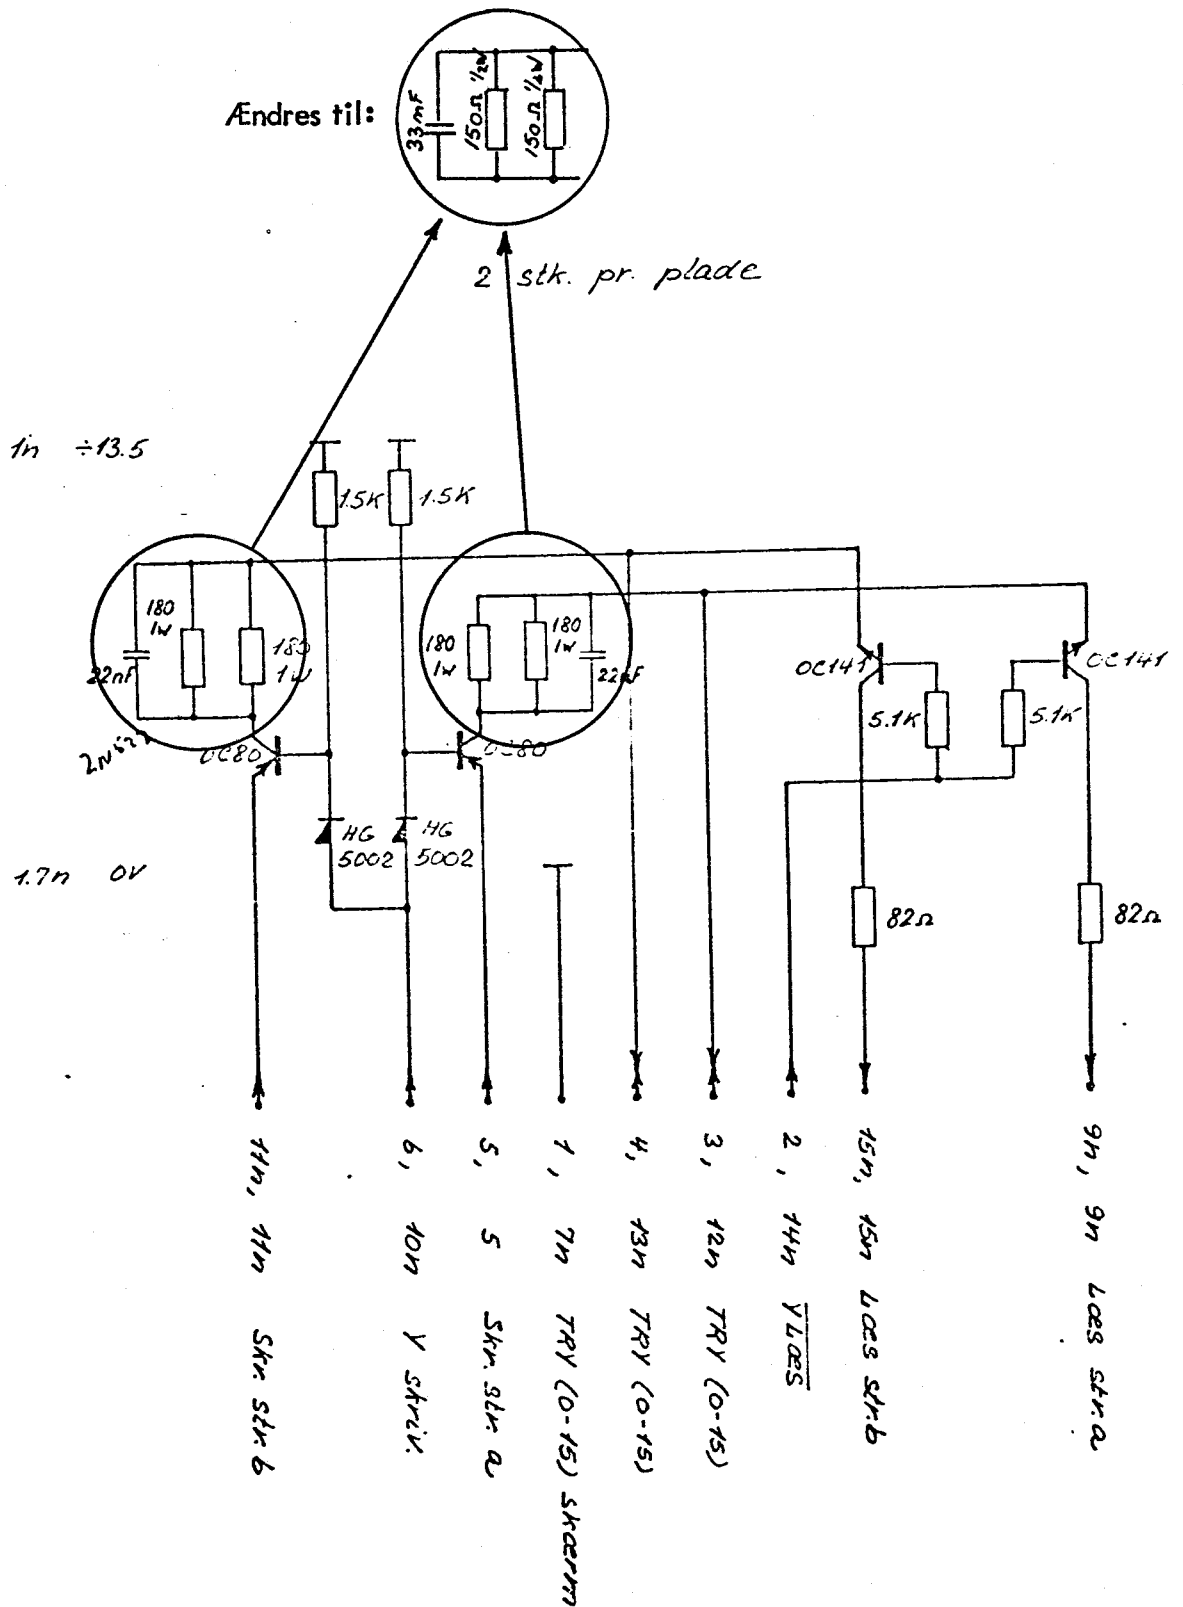 Ændres til:
33mF
150Ω ½W
150Ω ½W
2 stk. pr. plade
1n ÷13.5
1.5K
1.5K
180
1W
180
1W
22nF
180
1W
180
1W
22nF
OC80
OC80
OC141
OC141
5.1K
5.1K
HG
5002
HG
5002
1.7n 0V
82Ω
82Ω
11n, 11n Skr. str. b
6, 10n Y skriv.
5, 5 Skr. str. a
1, 7n TRY (0-15) skærm
4, 13n TRY (0-15)
3, 12n TRY (0-15)
2, 14n Y Læs
15n, 15n Læs str. b
9n, 9n Læs str. a